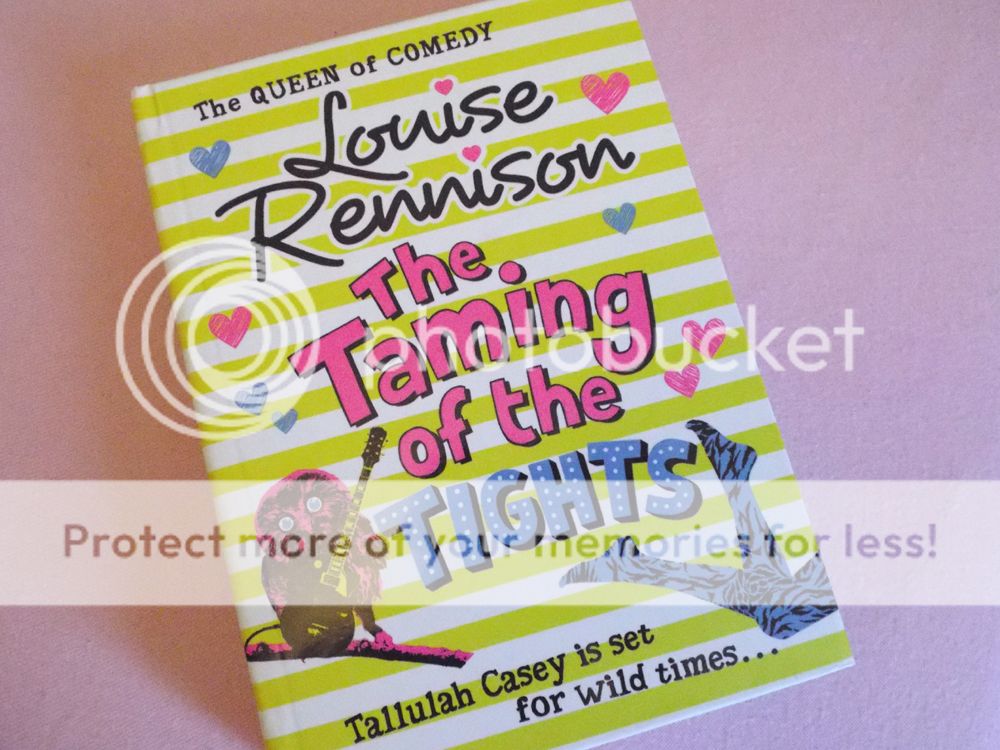 The QUEEN of COMEDY
Louise
Rennison
The
Taming
of the
TIGHTS
Tallulah Casey is set
for wild times...
photobucket
Protect more of your memories for less!